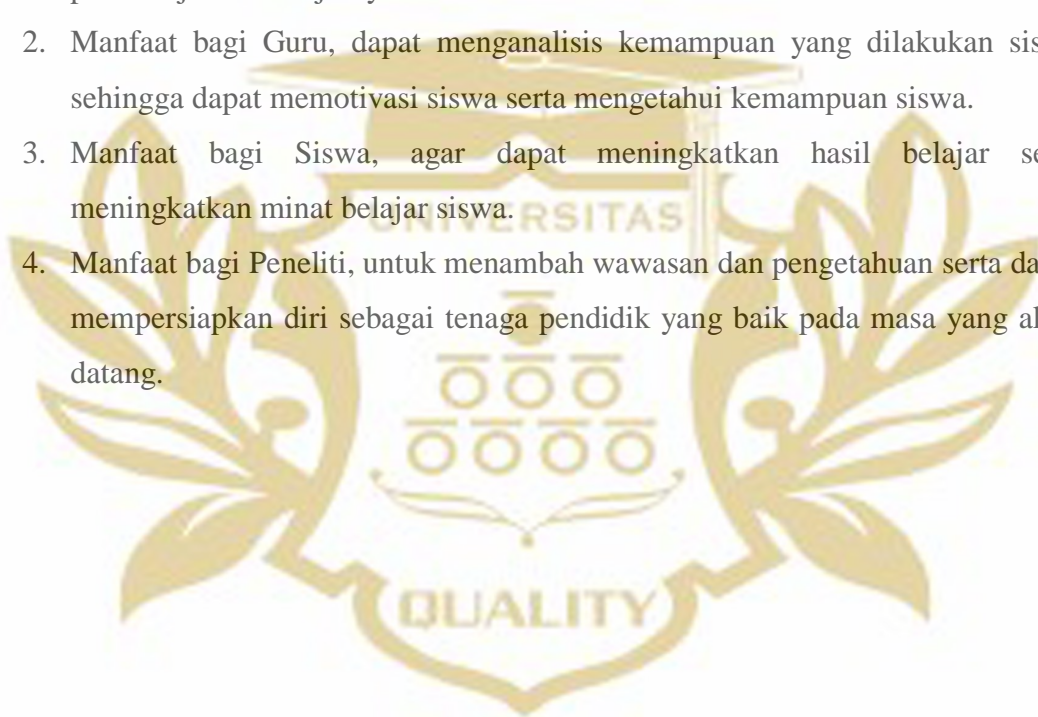 2. Manfaat bagi Guru, dapat menganalisis kemampuan yang dilakukan
sehingga dapat memotivasi siswa serta mengetahui kemampuan siswa.
3. Manfaat bagi Siswa, agar dapat meningkatkan hasil belajar
meningkatkan minat belajar siswa.
UNIVERSITAS
4. Manfaat bagi Peneliti, untuk menambah wawasan dan pengetahuan serta
mempersiapkan diri sebagai tenaga pendidik yang baik pada masa yang
datang.
QUALITY